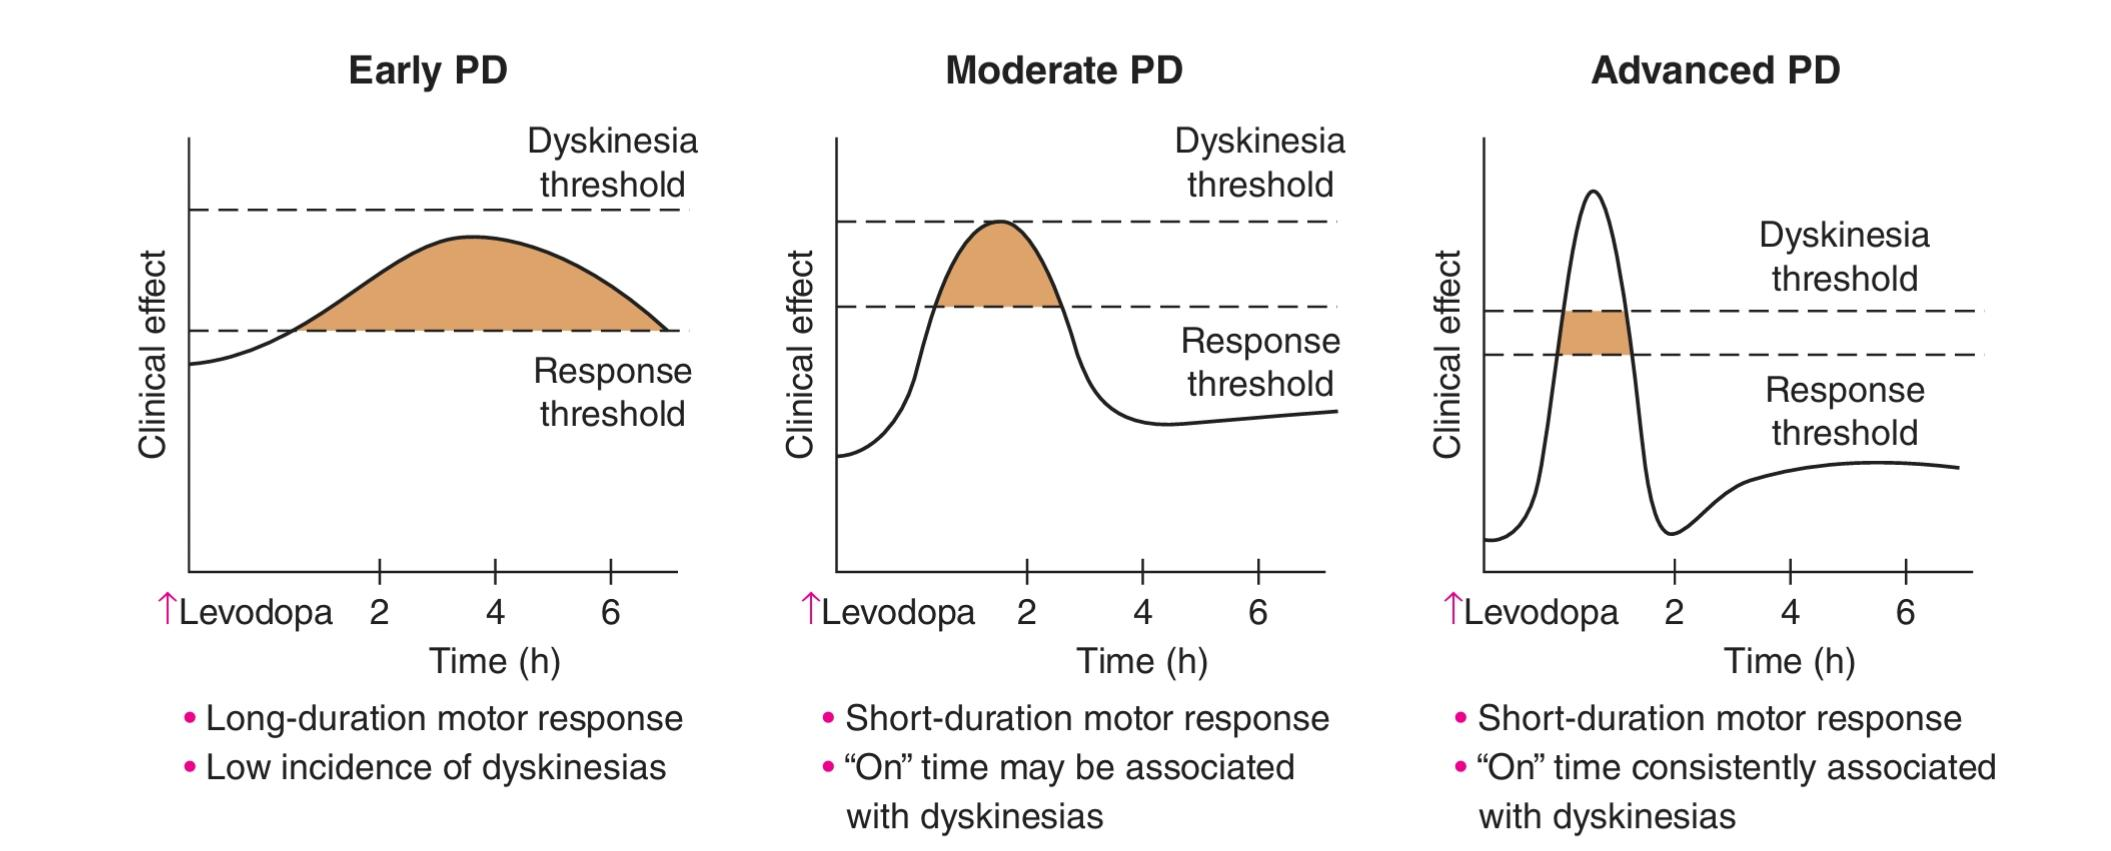 Early PD
Dyskinesia
threshold
Response
threshold
Clinical effect
↑Levodopa 2 4 6
Time (h)
• Long-duration motor response
• Low incidence of dyskinesias
Moderate PD
Dyskinesia
threshold
Response
threshold
Clinical effect
↑Levodopa 2 4 6
Time (h)
• Short-duration motor response
• “On” time may be associated
with dyskinesias
Advanced PD
Dyskinesia
threshold
Response
threshold
Clinical effect
↑Levodopa 2 4 6
Time (h)
• Short-duration motor response
• “On” time consistently associated
with dyskinesias